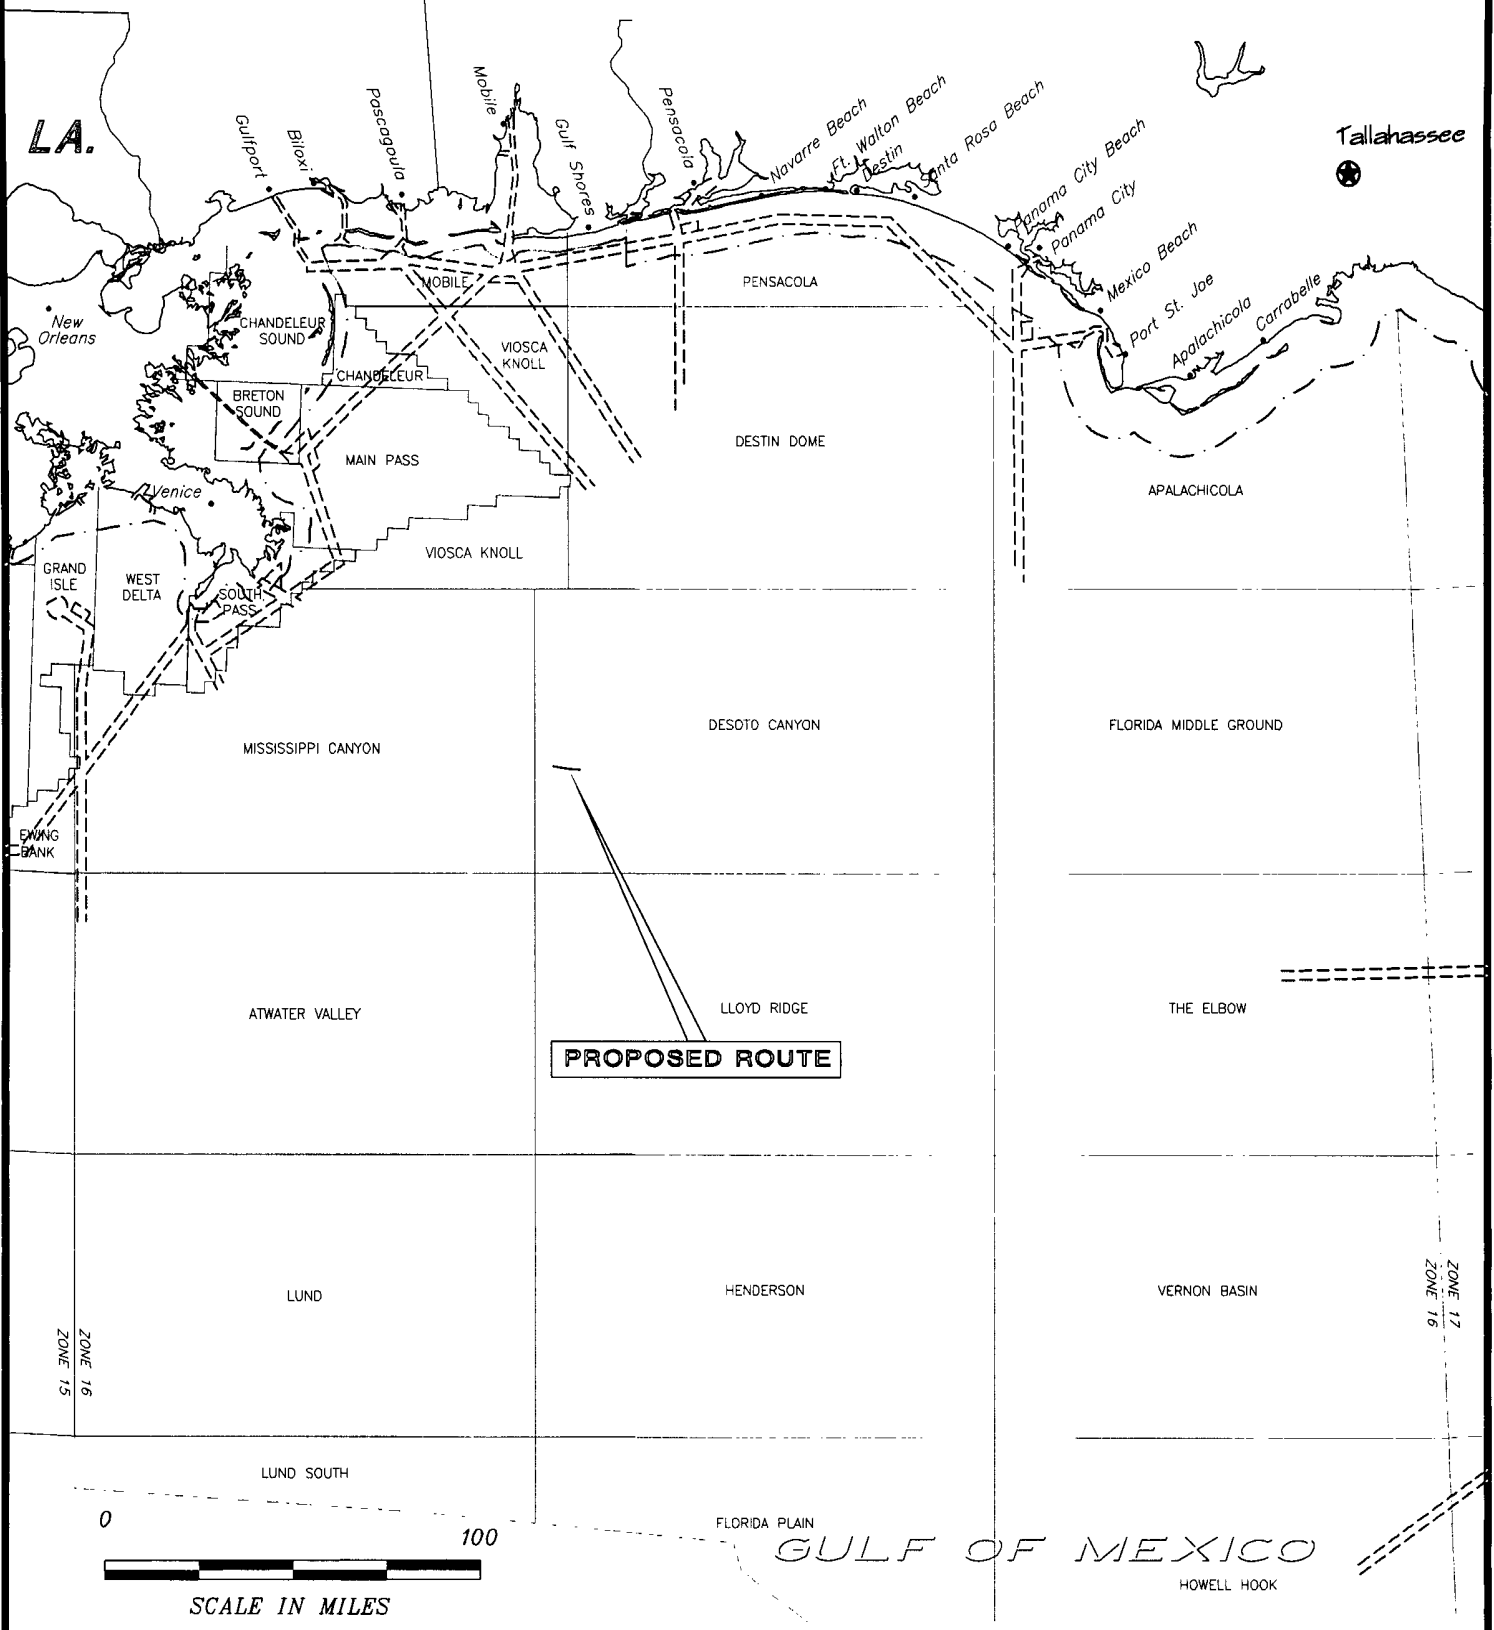 LA.
Gulfport
Biloxi
Pascagoula
Mobile
Gulf Shores
Pensacola
Navarre Beach
Ft. Walton Beach
Destin
Santa Rosa Beach
Panama City Beach
Panama City
Mexico Beach
Port St. Joe
Apalachicola
Carrabelle
Tallahassee
New
Orleans
Venice
MOBILE
PENSACOLA
CHANDELEUR
SOUND
VIOSCA
KNOLL
CHANDELEUR
BRETON
SOUND
MAIN PASS
DESTIN DOME
APALACHICOLA
VIOSCA KNOLL
GRAND
ISLE
WEST
DELTA
SOUTH
PASS
MISSISSIPPI CANYON
DESOTO CANYON
FLORIDA MIDDLE GROUND
EWING
BANK
ATWATER VALLEY
LLOYD RIDGE
THE ELBOW
PROPOSED ROUTE
LUND
HENDERSON
VERNON BASIN
ZONE 15
ZONE 16
ZONE 16
ZONE 17
LUND SOUTH
FLORIDA PLAIN
GULF OF MEXICO
HOWELL HOOK
0
100
SCALE IN MILES